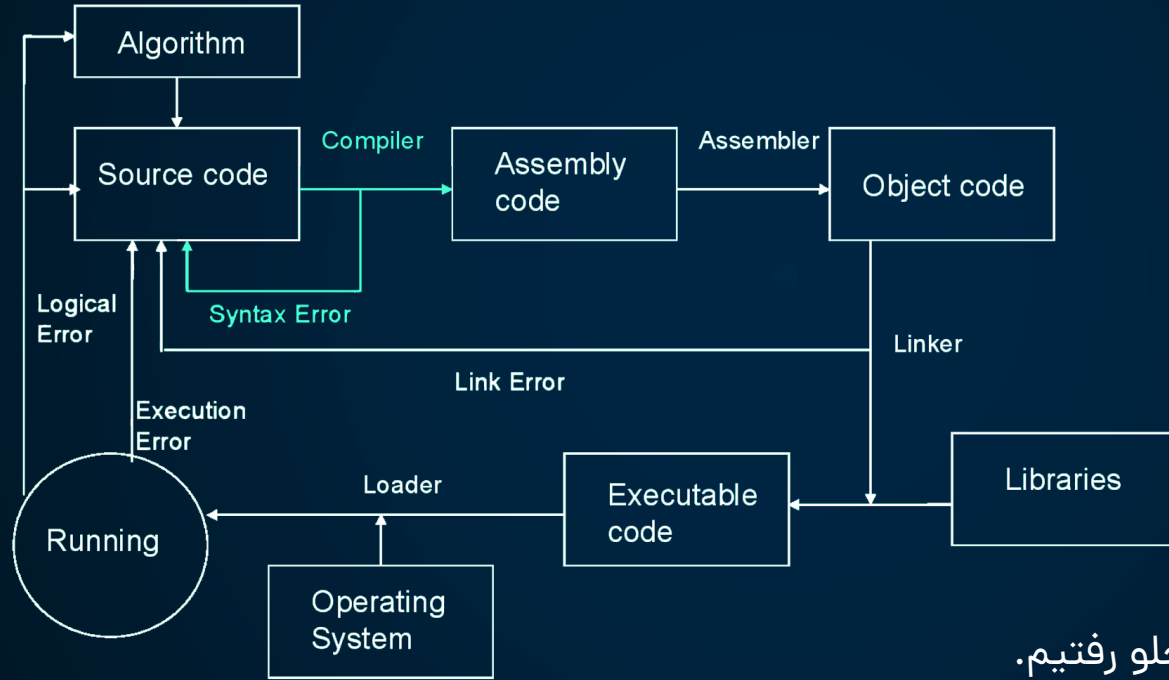 Algorithm
Source code
Compiler
Assembly
code
Assembler
Object code
Logical
Error
Syntax Error
Linker
Link Error
Execution
Error
Libraries
Loader
Executable
code
Running
Operating
System
رفتیم.